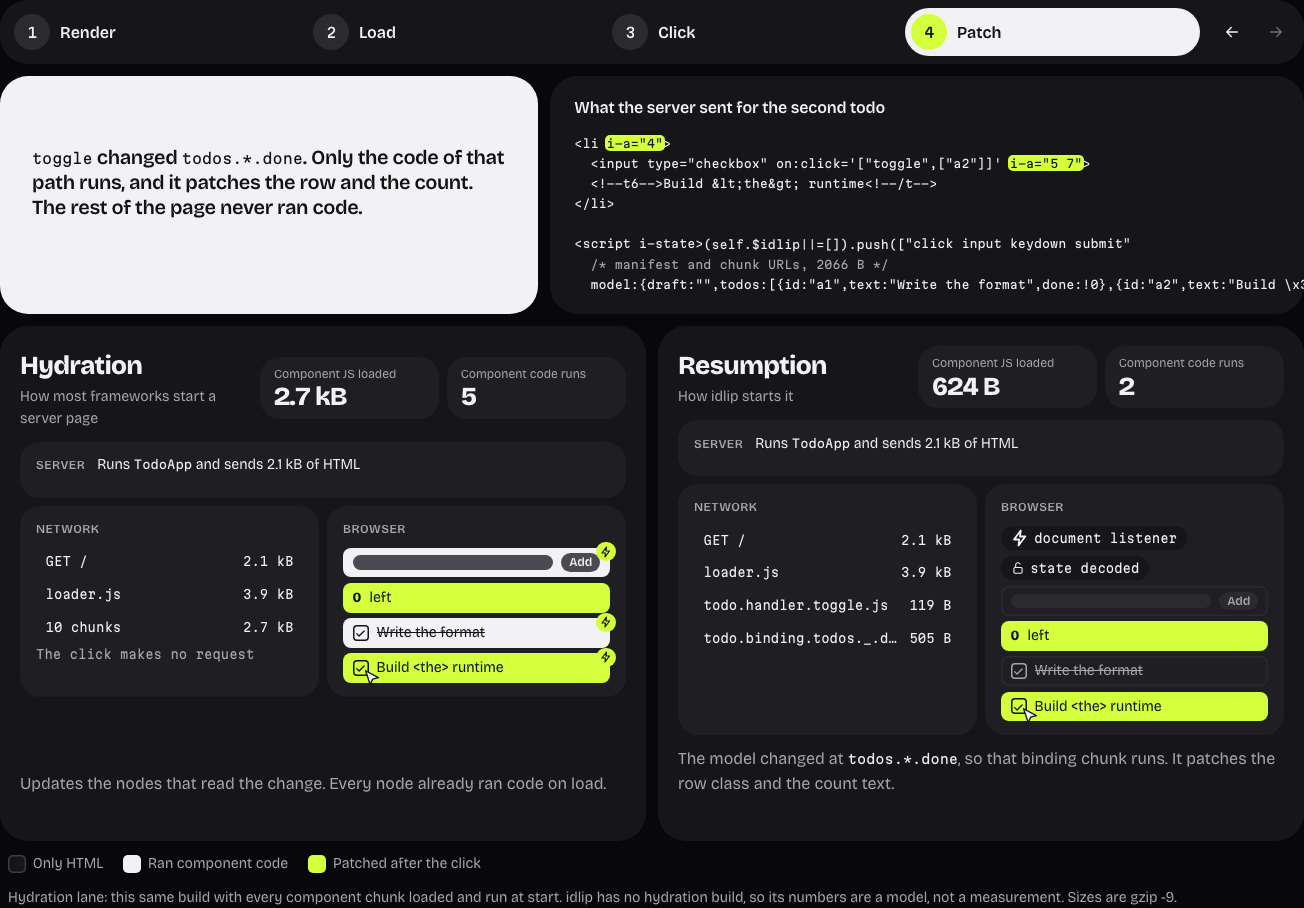 1 Render
2 Load
3 Click
4 Patch
toggle changed todos.*.done. Only the code of that
path runs, and it patches the row and the count.
The rest of the page never ran code.
What the server sent for the second todo
<li i-a="4">
<input type="checkbox" on:click='["toggle",["a2"]]' i-a="5 7">
<!--t6-->Build &lt;the&gt; runtime<!--/t-->
</li>
<script i-state>(self.$idlip||=[]).push(["click input keydown submit"
/* manifest and chunk URLs, 2066 B */
model:{draft:"",todos:[{id:"a1",text:"Write the format",done:!0},{id:"a2",text:"Build \x3
Hydration
How most frameworks start a
server page
Component JS loaded
2.7 kB
Component code runs
5
SERVER Runs TodoApp and sends 2.1 kB of HTML
NETWORK
GET / 2.1 kB
loader.js 3.9 kB
10 chunks 2.7 kB
The click makes no request
BROWSER
Add
0 left
Write the format
Build <the> runtime
Updates the nodes that read the change. Every node already ran code on load.
Resumption
How idlip starts it
Component JS loaded
624 B
Component code runs
2
SERVER Runs TodoApp and sends 2.1 kB of HTML
NETWORK
GET / 2.1 kB
loader.js 3.9 kB
todo.handler.toggle.js 119 B
todo.binding.todos._.d… 505 B
BROWSER
document listener
state decoded
Add
0 left
Write the format
Build <the> runtime
The model changed at todos.*.done, so that binding chunk runs. It patches the
row class and the count text.
Only HTML
Ran component code
Patched after the click
Hydration lane: this same build with every component chunk loaded and run at start. idlip has no hydration build, so its numbers are a model, not a measurement. Sizes are gzip -9.